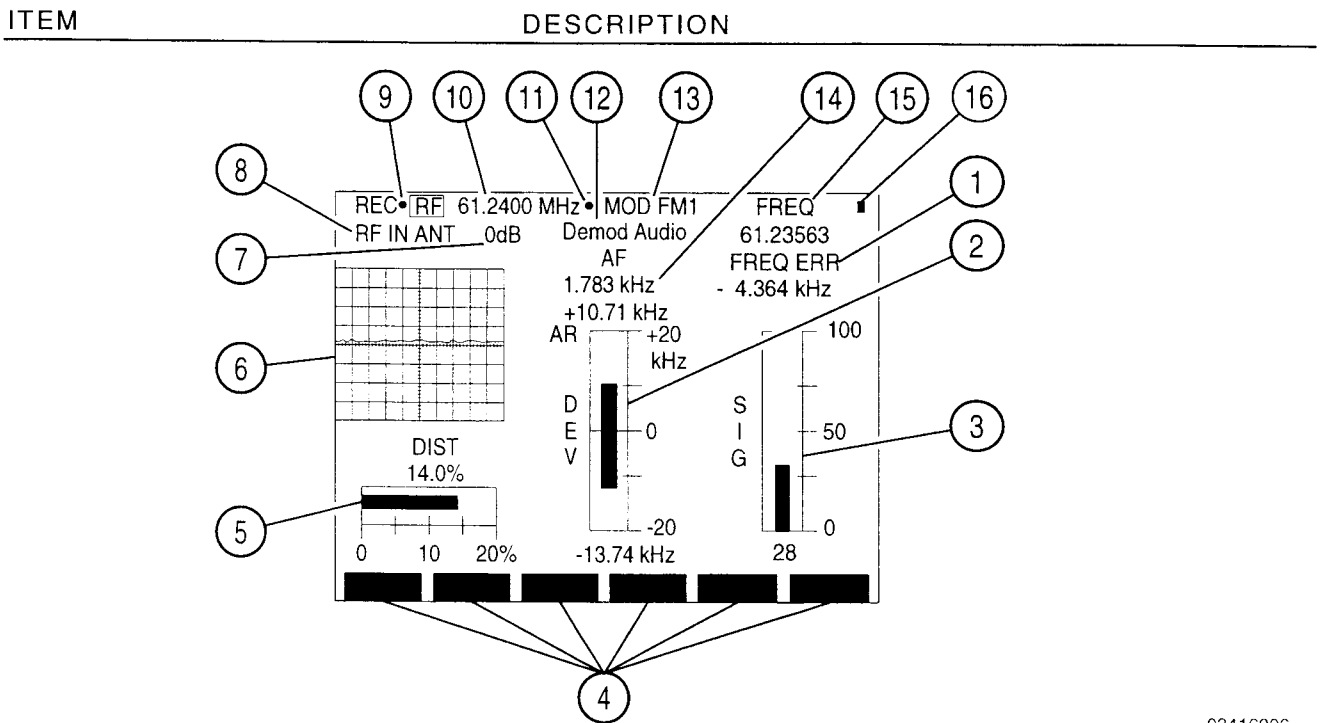 ITEM DESCRIPTION
9 10 11 12 13 14 15 16
8 1
REC• RF 61.2400 MHz • MOD FM1 FREQ
RF IN ANT 0dB Demod Audio 61.23563
7 2
AF FREQ ERR
1.783 kHz - 4.364 kHz
+10.71 kHz
AR +20 100
kHz
6
D E V 0 S I G 50 3
DIST
14.0%
5
-20 0
0 10 20% -13.74 kHz 28
4